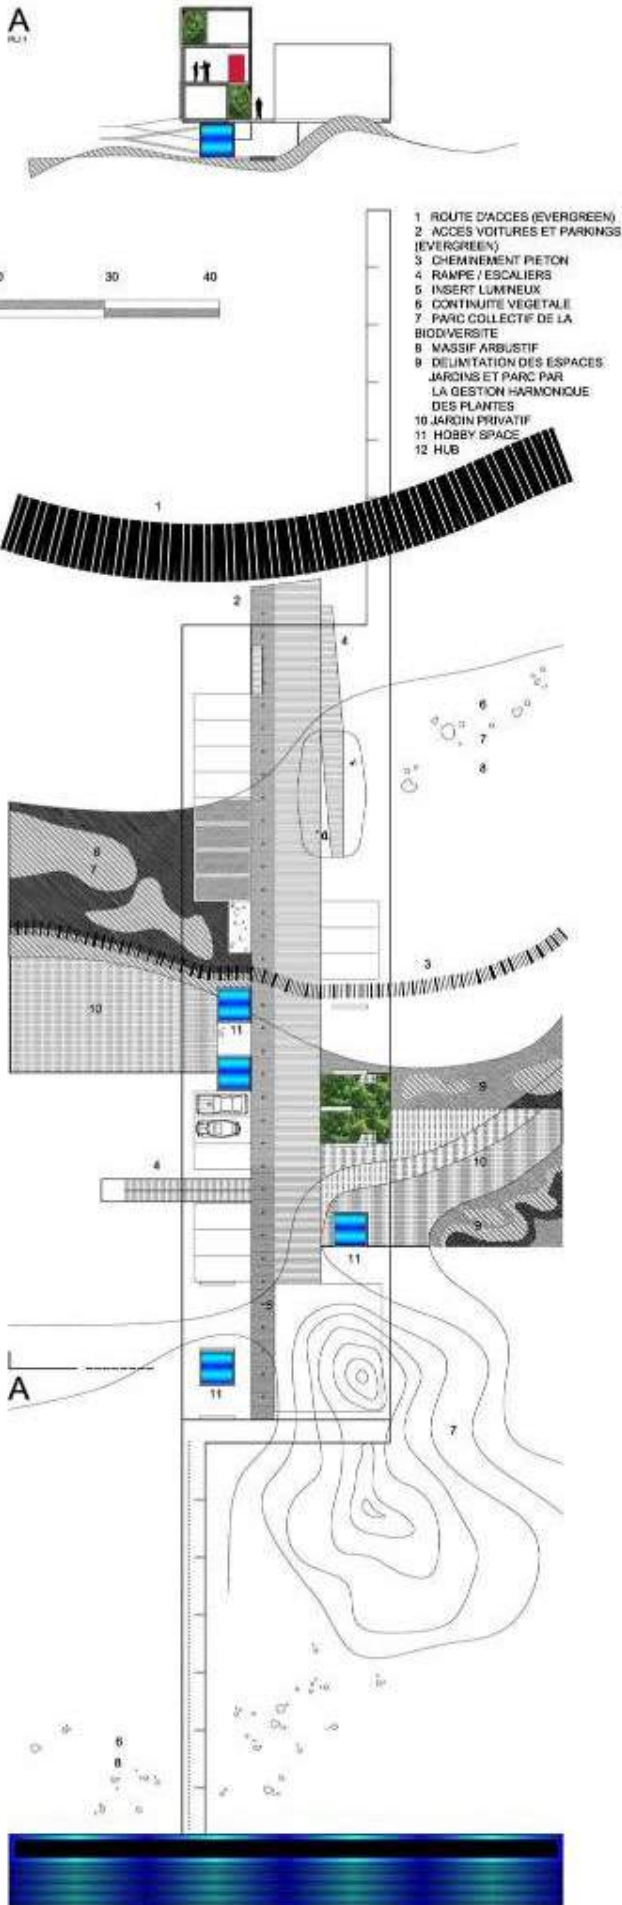 A
30
40
1 ROUTE D'ACCES (EVERGREEN)
2 ACCES VOITURES ET PARKINGS
(EVERGREEN)
3 CHEMINEMENT PIETON
4 RAMPE / ESCALIERS
5 INSERT LUMINEUX
6 CONTINUITE VEGETALE
7 PARC COLLECTIF DE LA
BIODIVERSITE
8 MASSIF ARBUSTIF
9 DELIMITATION DES ESPACES
JARDINS ET PARC PAR
LA GESTION HARMONIQUE
DES PLANTES
10 JARDIN PRIVATIF
11 HOBBY SPACE
12 HUB
1
2
4
6
7
8
7
3
10
11
9
10
4
9
11
A
11
7
6
8